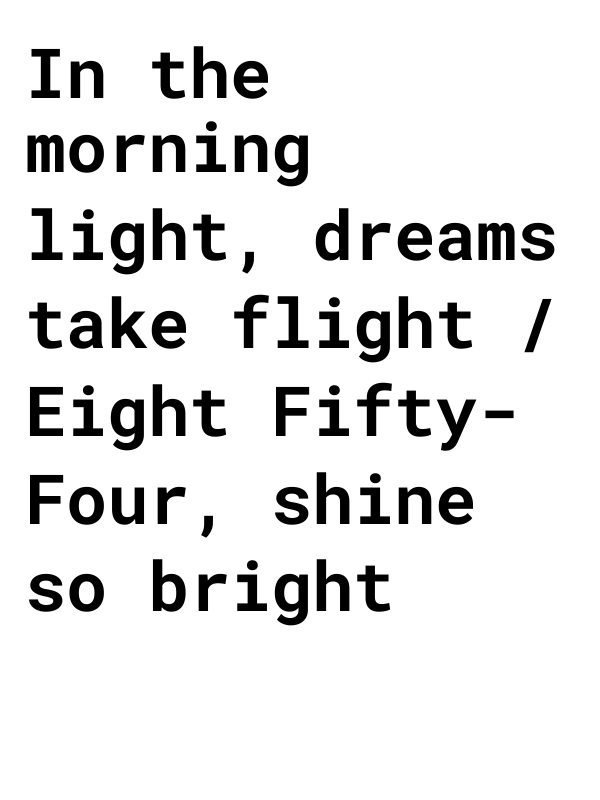 In the
morning
light, dreams
take flight /
Eight Fifty-
Four, shine
so bright